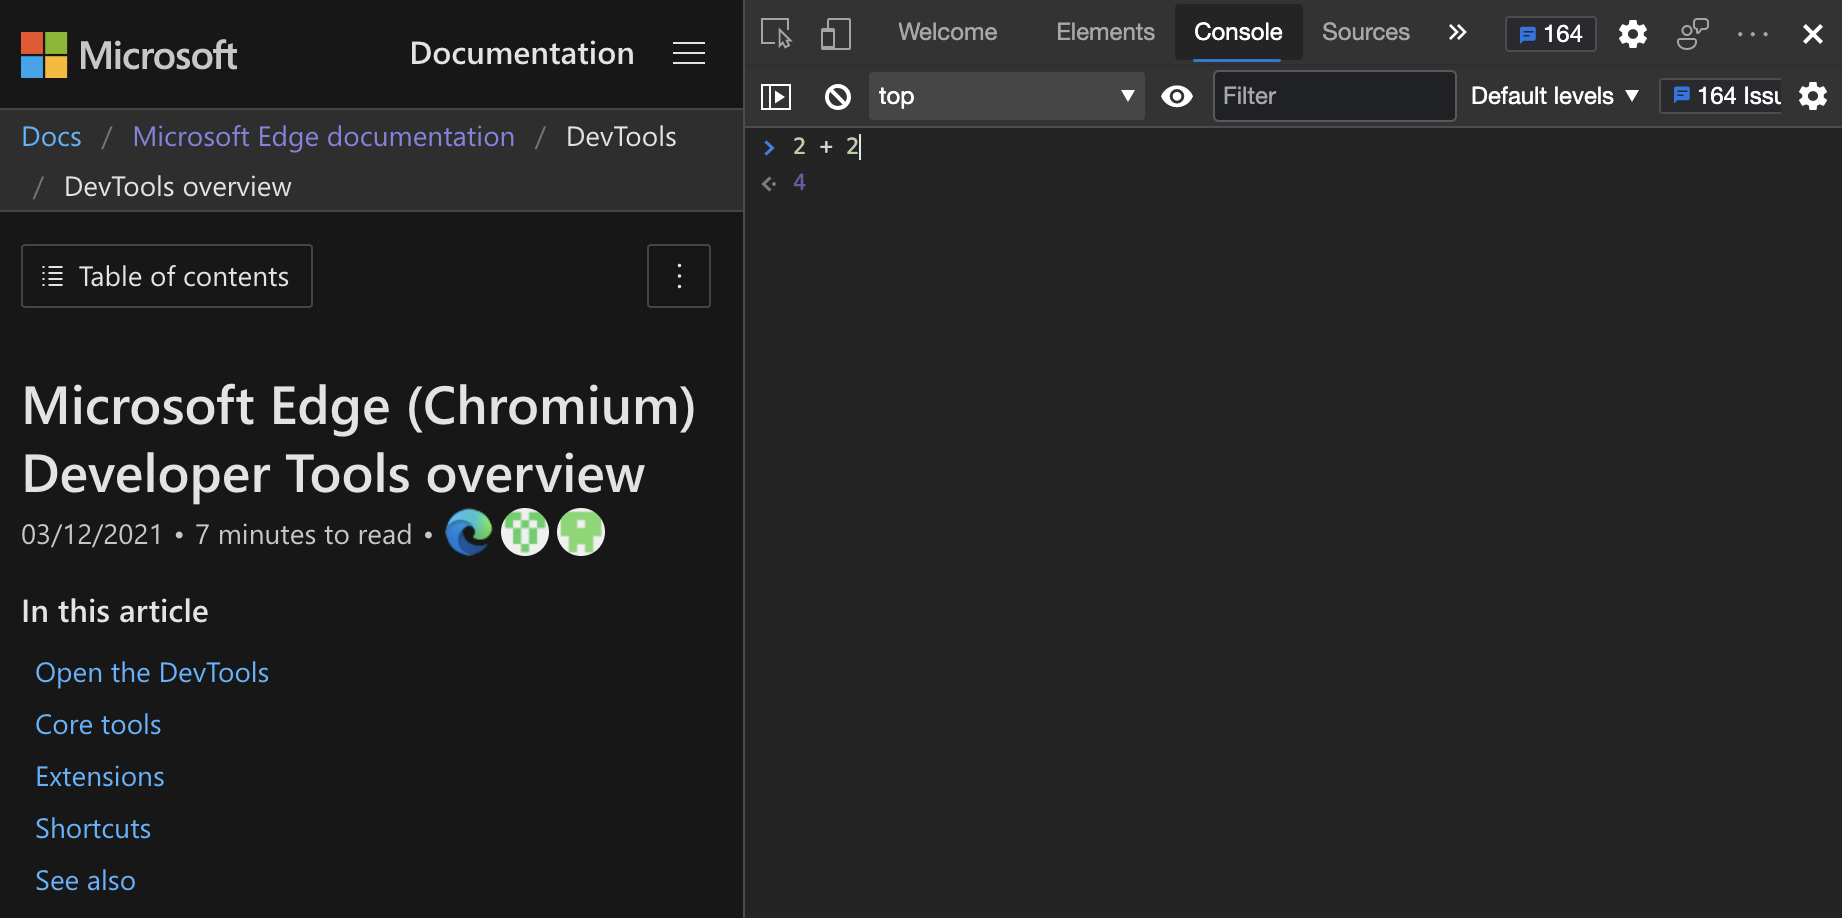 Microsoft
Documentation
Docs / Microsoft Edge documentation / DevTools
/ DevTools overview
Table of contents
Microsoft Edge (Chromium)
Developer Tools overview
03/12/2021 • 7 minutes to read •
In this article
Open the DevTools
Core tools
Extensions
Shortcuts
See also
Welcome Elements Console Sources » 164
top Filter Default levels 164 Issu
> 2 + 2
4